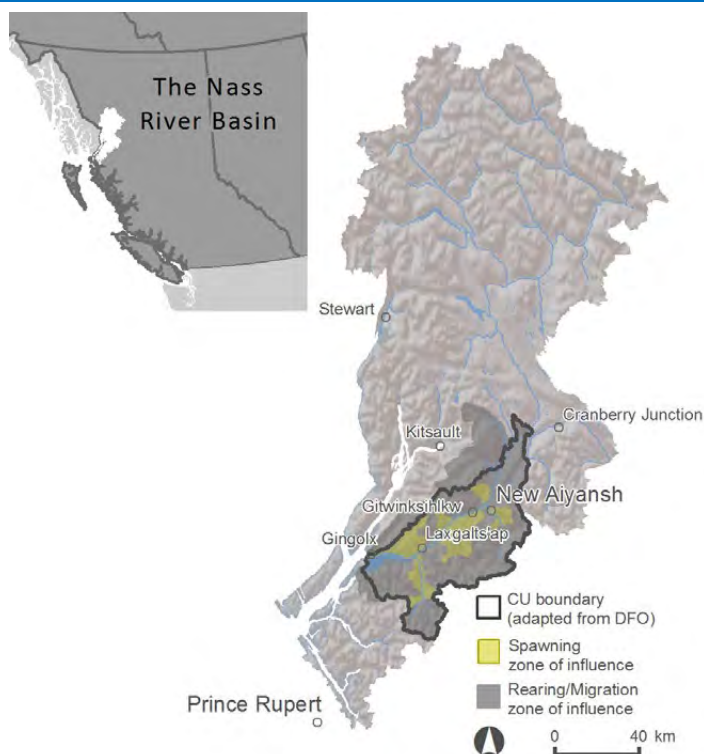 The Nass
River Basin
Stewart
Cranberry Junction
Kitsault
New Aiyansh
Gitwinksihlkw
Laxgalts'ap
Gingolx
CU boundary
(adapted from DFO)
Spawning
zone of influence
Rearing/Migration
zone of influence
Prince Rupert
0 40 km